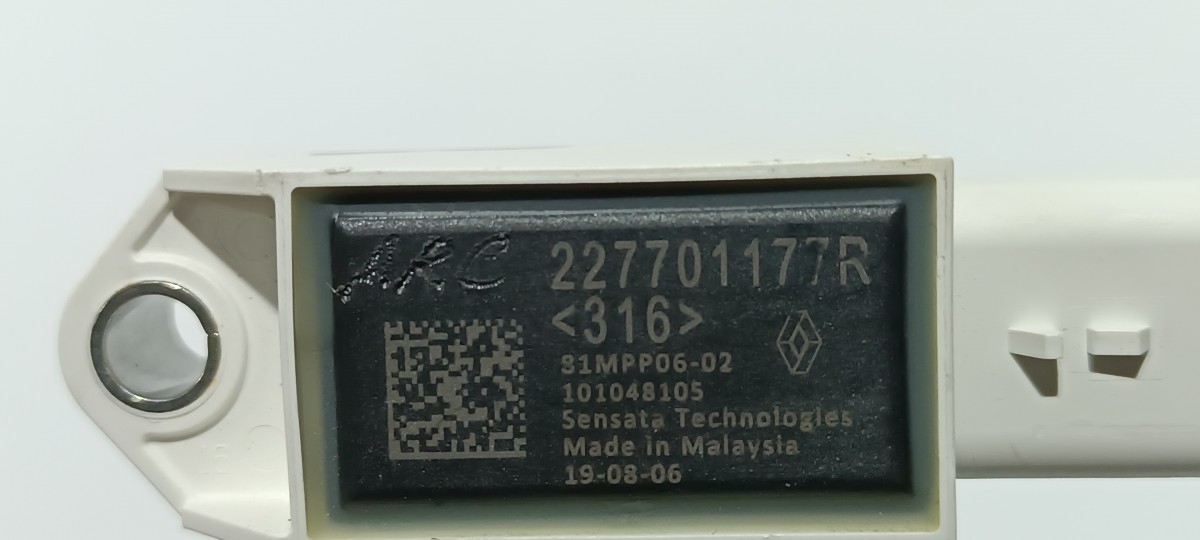 ARC
227701177R
<316>
81MPP06-02
101048105
Sensata Technologies
Made in Malaysia
19-08-06